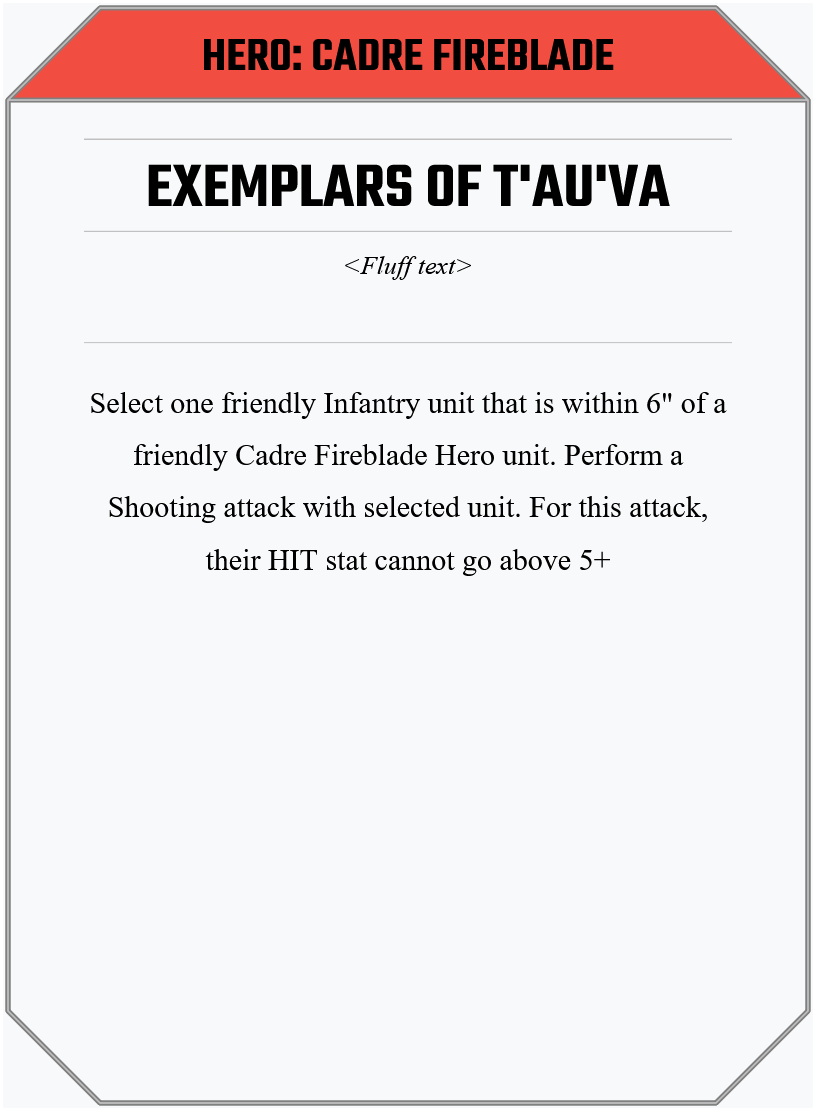 HERO: CADRE FIREBLADE
EXEMPLARS OF T'AU'VA
<Fluff text>
Select one friendly Infantry unit that is within 6" of a
friendly Cadre Fireblade Hero unit. Perform a
Shooting attack with selected unit. For this attack,
their HIT stat cannot go above 5+